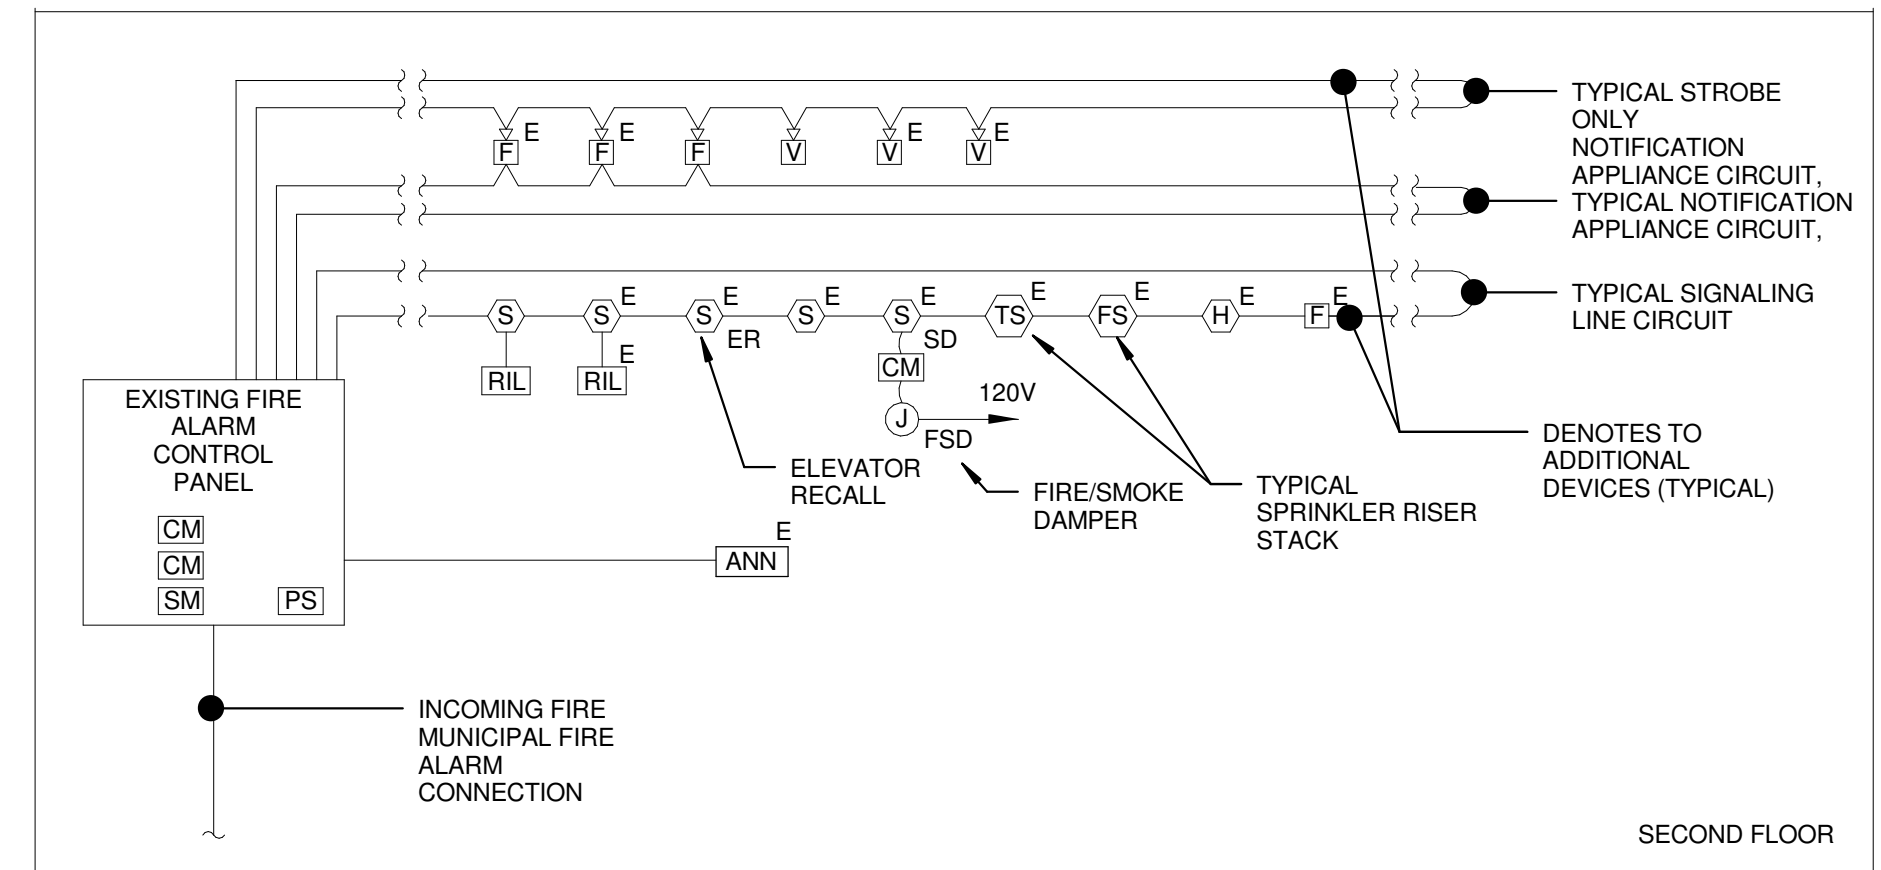 TYPICAL STROBE
ONLY
NOTIFICATION
APPLIANCE CIRCUIT,
TYPICAL NOTIFICATION
APPLIANCE CIRCUIT,
E E E E
F F F V V V
TYPICAL SIGNALING
LINE CIRCUIT
E E E E E E E E
S S S S S TS FS H F
ER SD
E
RIL RIL CM
120V
J
FSD
EXISTING FIRE
ALARM
CONTROL
PANEL
CM
CM
SM PS
ELEVATOR
RECALL
FIRE/SMOKE
DAMPER
TYPICAL
SPRINKLER RISER
STACK
DENOTES TO
ADDITIONAL
DEVICES (TYPICAL)
E
ANN
INCOMING FIRE
MUNICIPAL FIRE
ALARM
CONNECTION
SECOND FLOOR